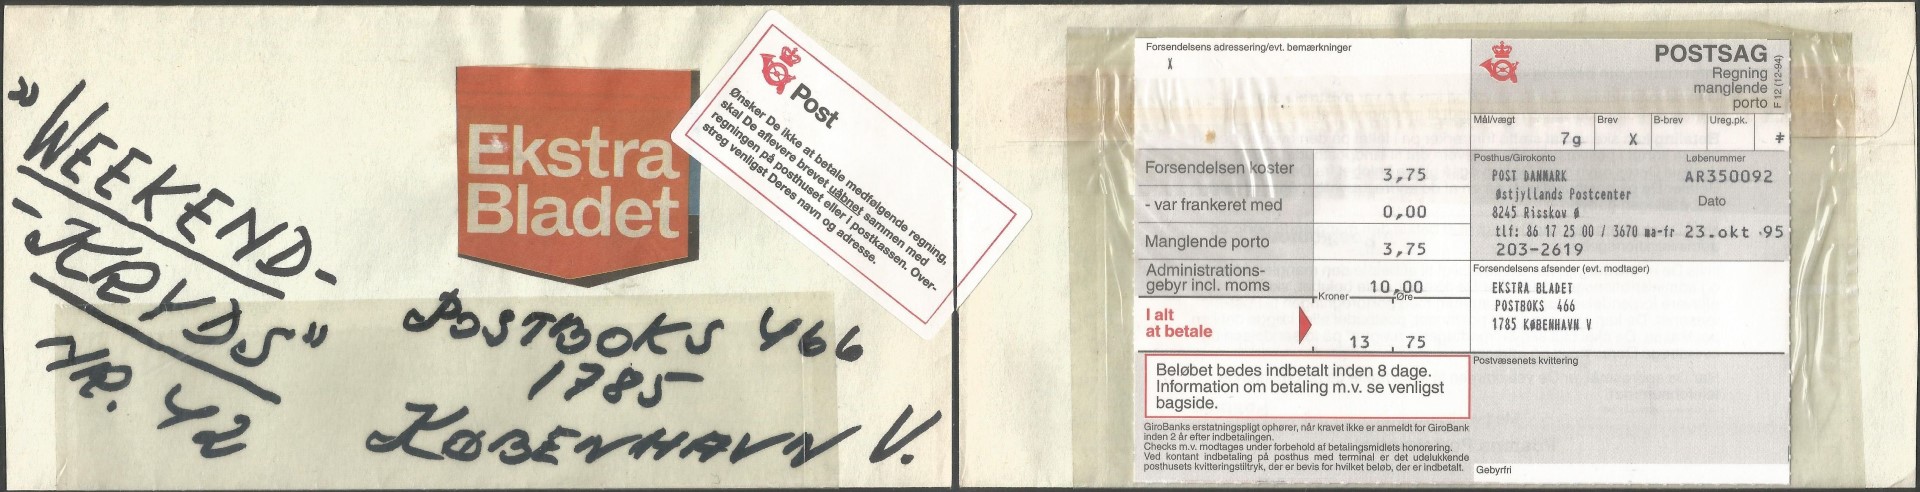 "WEEKEND-
-KRYDS"
NR. 42
Ekstra
Bladet
Post
Ønsker De ikke at betale medfølgende regning,
skal De aflevere brevet uåbnet sammen med
regningen på posthuset eller i postkassen. Over-
streg venligst Deres navn og adresse.
POSTBOKS 466
1785
KØBENHAVN V.
Forsendelsens adressering/evt. bemærkninger
X
POSTSAG
Regning
manglende
porto
F 12 (12-94)
Mål/vægt
7g
Brev
X
B-brev
Ureg.pk.
Forsendelsen koster 3,75
- var frankeret med 0,00
Manglende porto 3,75
Administrations-
gebyr incl. moms 10,00
Kroner Øre
I alt
at betale
13 75
Posthus/Girokonto
POST DANMARK
Østjyllands Postcenter
8245 Risskov Ø
tlf: 86 17 25 00 / 3670 ma-fr
203-2619
Løbenummer
AR350092
Dato
23.okt 95
Forsendelsens afsender (evt. modtager)
EKSTRA BLADET
POSTBOKS 466
1785 KØBENHAVN V
Beløbet bedes indbetalt inden 8 dage.
Information om betaling m.v. se venligst
bagside.
Postvæsenets kvittering
GiroBanks erstatningspligt ophører, når kravet ikke er anmeldt for GiroBank
inden 2 år efter indbetalingen.
Checks m.v. modtages under forbehold af betalingsmidlets honorering.
Ved kontant indbetaling på posthus med terminal er det udelukkende
posthusets kvitteringstiltryk, der er bevis for hvilket beløb, der er indbetalt.
Gebyrfri